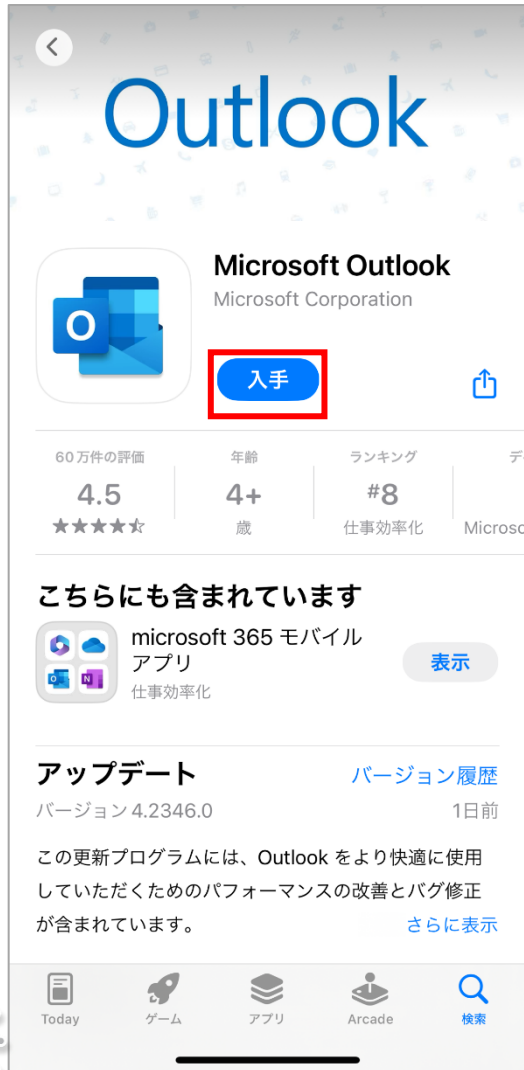 Outlook
Microsoft Outlook
Microsoft Corporation
入手
60万件の評価
4.5
年齢
4+
歳
ランキング
#8
仕事効率化
デ
Microso
こちらにも含まれています
microsoft 365 モバイル
アプリ
仕事効率化
表示
アップデート
バージョン履歴
バージョン 4.2346.0
1日前
この更新プログラムには、Outlook をより快適に使用
していただくためのパフォーマンスの改善とバグ修正
が含まれています。
さらに表示
Today
ゲーム
アプリ
Arcade
検索